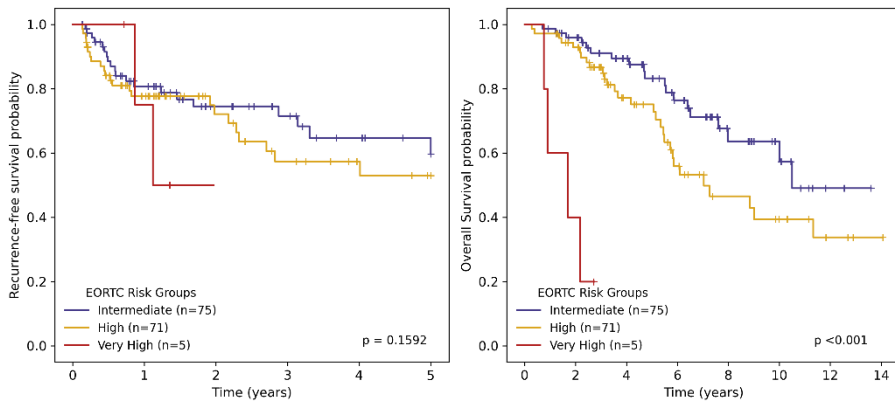 Recurrence-free survival probability
1.0
0.8
0.6
0.4
0.2
0.0
EORTC Risk Groups
Intermediate (n=75)
High (n=71)
Very High (n=5)
p = 0.1592
0 1 2 3 4 5
Time (years)
Overall Survival probability
1.0
0.8
0.6
0.4
0.2
0.0
EORTC Risk Groups
Intermediate (n=75)
High (n=71)
Very High (n=5)
p <0.001
0 2 4 6 8 10 12 14
Time (years)